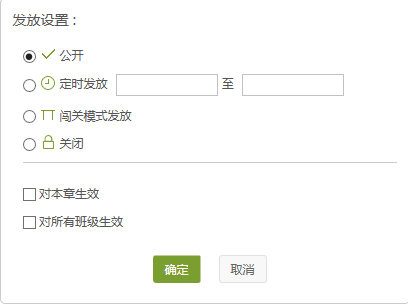 发放设置：
公开
定时发放 至
闯关模式发放
关闭
对本章生效
对所有班级生效
确定 取消